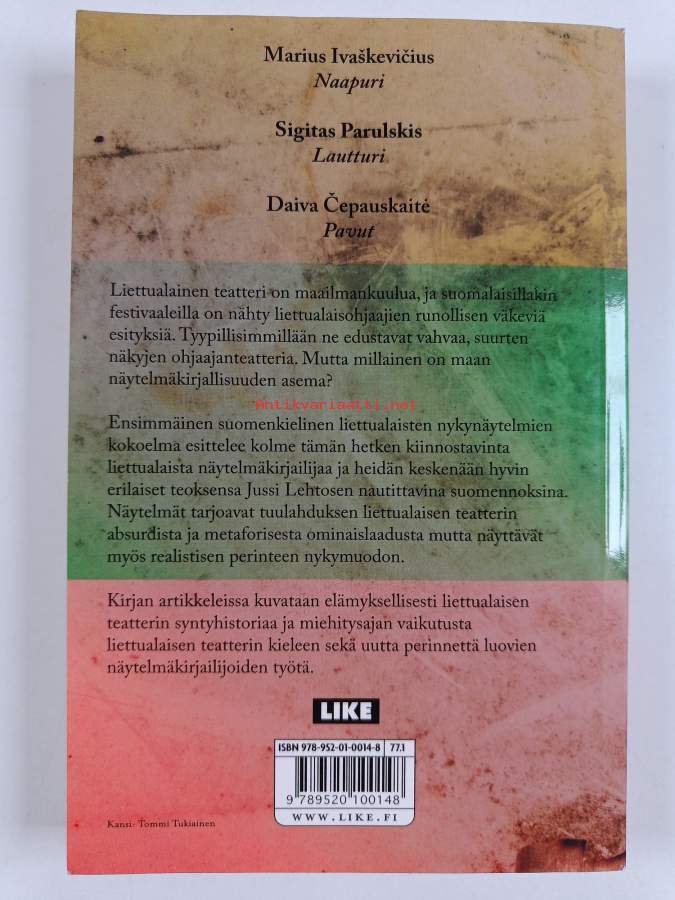 Marius Ivaškevičius
Naapuri
Sigitas Parulskis
Lautturi
Daiva Čepauskaitė
Pavut
Liettualainen teatteri on maailmankuulua, ja suomalaisillakin
festivaaleilla on nähty liettualaisohjaajien runollisen väkeviä
esityksiä. Tyypillisimmillään ne edustavat vahvaa, suurten
näkyjen ohjaajanteatteria. Mutta millainen on maan
näytelmäkirjallisuuden asema?
Antikvariaatti.net
Ensimmäinen suomenkielinen liettualaisten nykynäytelmien
kokoelma esittelee kolme tämän hetken kiinnostavinta
liettualaista näytelmäkirjailijaa ja heidän keskenään hyvin
erilaiset teoksensa Jussi Lehtosen nautittavina suomennoksina.
Näytelmät tarjoavat tuulahduksen liettualaisen teatterin
absurdista ja metaforisesta ominaislaadusta mutta näyttävät
myös realistisen perinteen nykymuodon.
Kirjan artikkeleissa kuvataan elämyksellisesti liettualaisen
teatterin syntyhistoriaa ja miehitysajan vaikutusta
liettualaisen teatterin kieleen sekä uutta perinnettä luovien
näytelmäkirjailijoiden työtä.
LIKE
ISBN 978-952-01-0014-8 77.1
9 789520 100148
WWW.LIKE.FI
Kansi: Tommi Tukiainen